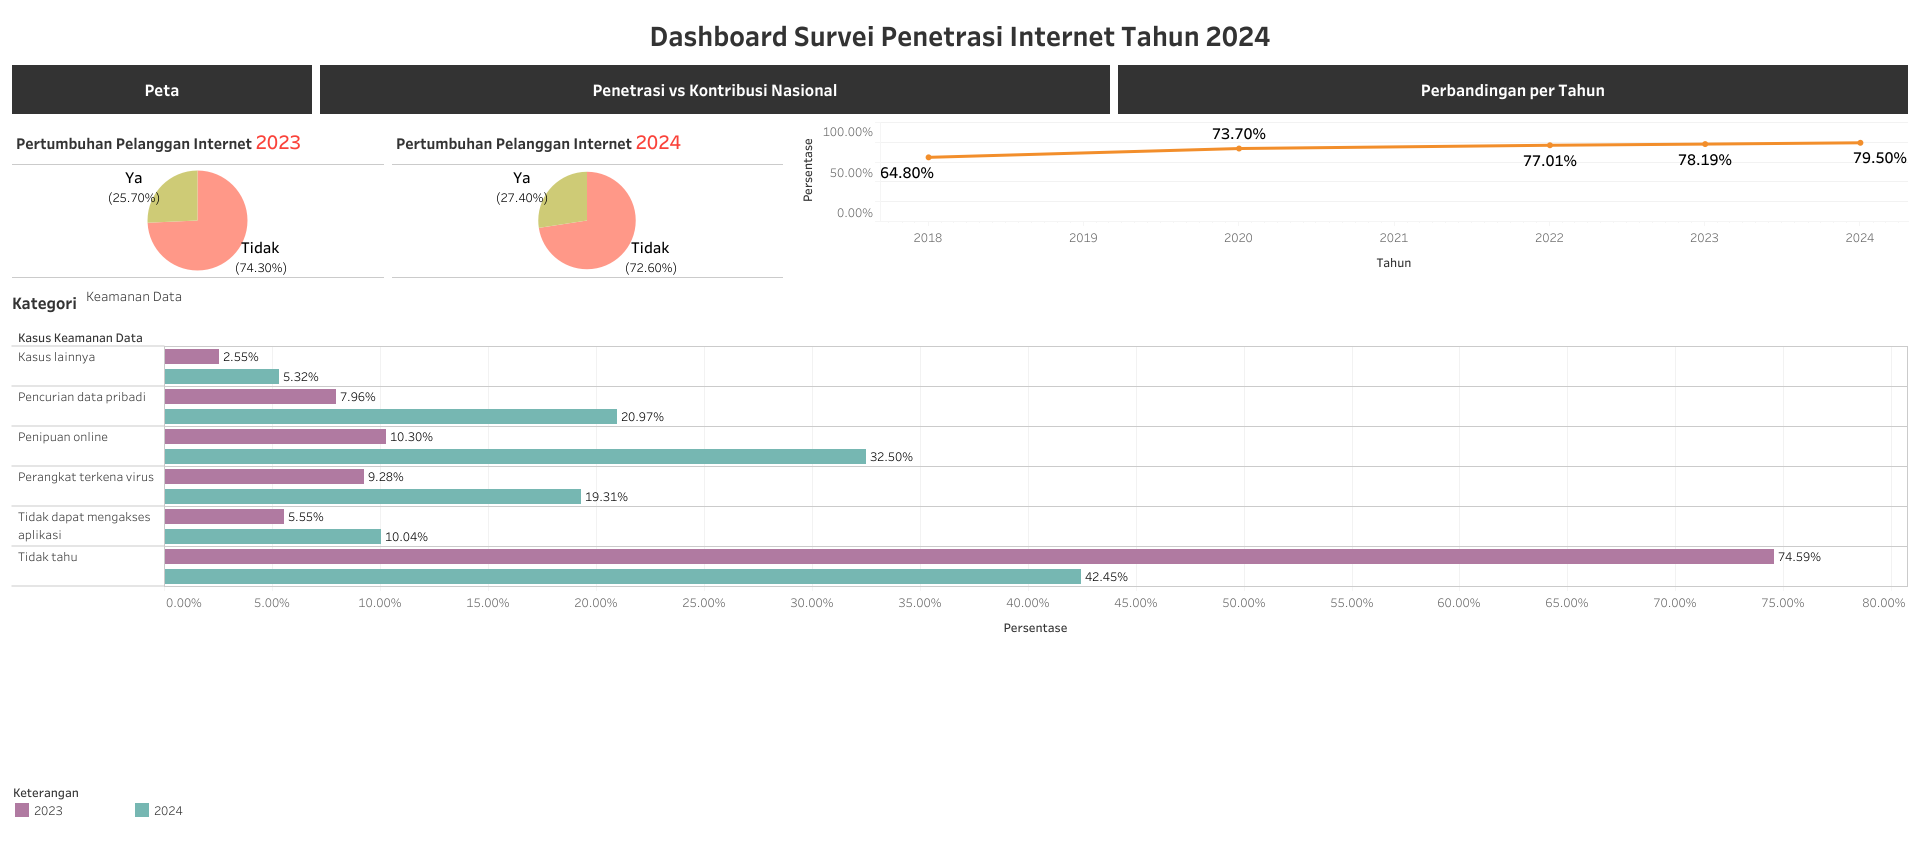 Dashboard Survei Penetrasi Internet Tahun 2024
Peta
Penetrasi vs Kontribusi Nasional
Perbandingan per Tahun
Pertumbuhan Pelanggan Internet 2023
Ya
(25.70%)
Tidak
(74.30%)
Pertumbuhan Pelanggan Internet 2024
Ya
(27.40%)
Tidak
(72.60%)
Persentase
100.00%
50.00%
0.00%
64.80%
73.70%
77.01%
78.19%
79.50%
2018
2019
2020
2021
2022
2023
2024
Tahun
Kategori
Keamanan Data
Kasus Keamanan Data
Kasus lainnya
2.55%
5.32%
Pencurian data pribadi
7.96%
20.97%
Penipuan online
10.30%
32.50%
Perangkat terkena virus
9.28%
19.31%
Tidak dapat mengakses
aplikasi
5.55%
10.04%
Tidak tahu
74.59%
42.45%
0.00%
5.00%
10.00%
15.00%
20.00%
25.00%
30.00%
35.00%
40.00%
45.00%
50.00%
55.00%
60.00%
65.00%
70.00%
75.00%
80.00%
Persentase
Keterangan
2023
2024